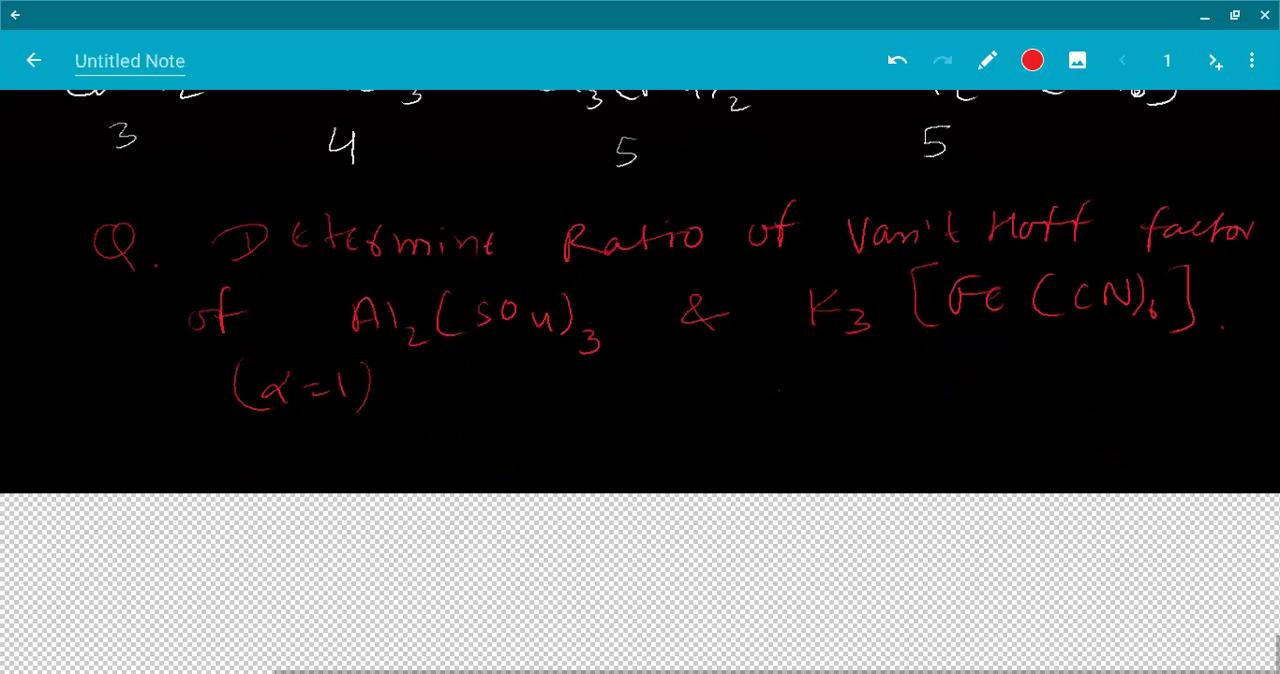 Untitled Note
1
3 4 5 5
Q. Determine Ratio of Van't Hoff factor
of Al2(SO4)3 & K3[Fe(CN)6].
(α=1)